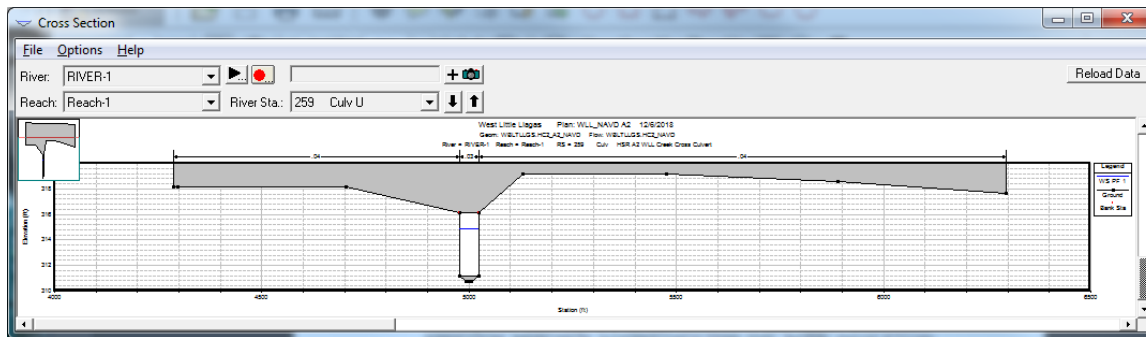 Cross Section
File Options Help
River: RIVER-1
Reload Data
Reach: Reach-1 River Sta.: 259 Culv U
West Little Llagas Plan: WLL_NAVD A2 12/6/2018
Geom: WBLTLLGS.HC2_A2_NAVD Flow: WBLTLLGS.HC2_NAVD
River = RIVER-1 Reach = Reach-1 RS = 259 Culv HSR A2 WLL Creek Cross Culvert
.04 .03 .04
Legend
WS PF 1
Ground
Bank Sta
318
316
314
312
310
Elevation (ft)
4000 4500 5000 5500 6000 6500
Station (ft)